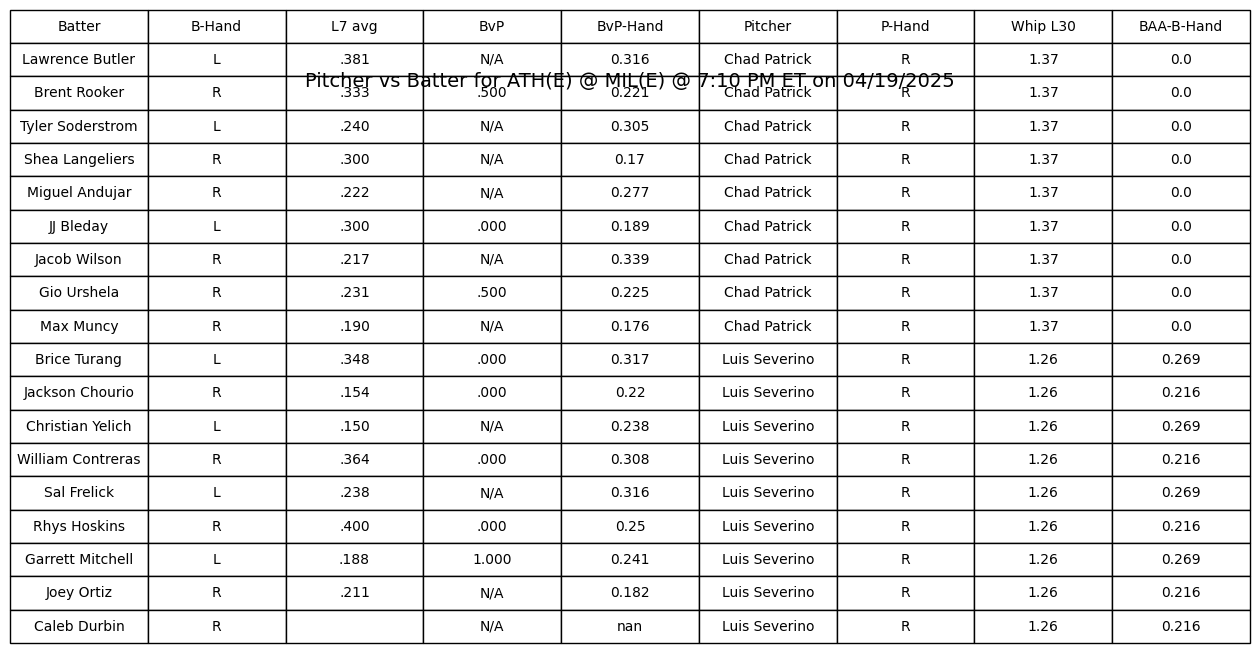 Batter B-Hand L7 avg BvP BvP-Hand Pitcher P-Hand Whip L30 BAA-B-Hand
Lawrence Butler L .381 N/A 0.316 Chad Patrick R 1.37 0.0
Pitcher vs Batter for ATH(E) @ MIL(E) @ 7:10 PM ET on 04/19/2025
Brent Rooker R .333 .500 0.221 Chad Patrick R 1.37 0.0
Tyler Soderstrom L .240 N/A 0.305 Chad Patrick R 1.37 0.0
Shea Langeliers R .300 N/A 0.17 Chad Patrick R 1.37 0.0
Miguel Andujar R .222 N/A 0.277 Chad Patrick R 1.37 0.0
JJ Bleday L .300 .000 0.189 Chad Patrick R 1.37 0.0
Jacob Wilson R .217 N/A 0.339 Chad Patrick R 1.37 0.0
Gio Urshela R .231 .500 0.225 Chad Patrick R 1.37 0.0
Max Muncy R .190 N/A 0.176 Chad Patrick R 1.37 0.0
Brice Turang L .348 .000 0.317 Luis Severino R 1.26 0.269
Jackson Chourio R .154 .000 0.22 Luis Severino R 1.26 0.216
Christian Yelich L .150 N/A 0.238 Luis Severino R 1.26 0.269
William Contreras R .364 .000 0.308 Luis Severino R 1.26 0.216
Sal Frelick L .238 N/A 0.316 Luis Severino R 1.26 0.269
Rhys Hoskins R .400 .000 0.25 Luis Severino R 1.26 0.216
Garrett Mitchell L .188 1.000 0.241 Luis Severino R 1.26 0.269
Joey Ortiz R .211 N/A 0.182 Luis Severino R 1.26 0.216
Caleb Durbin R N/A nan Luis Severino R 1.26 0.216